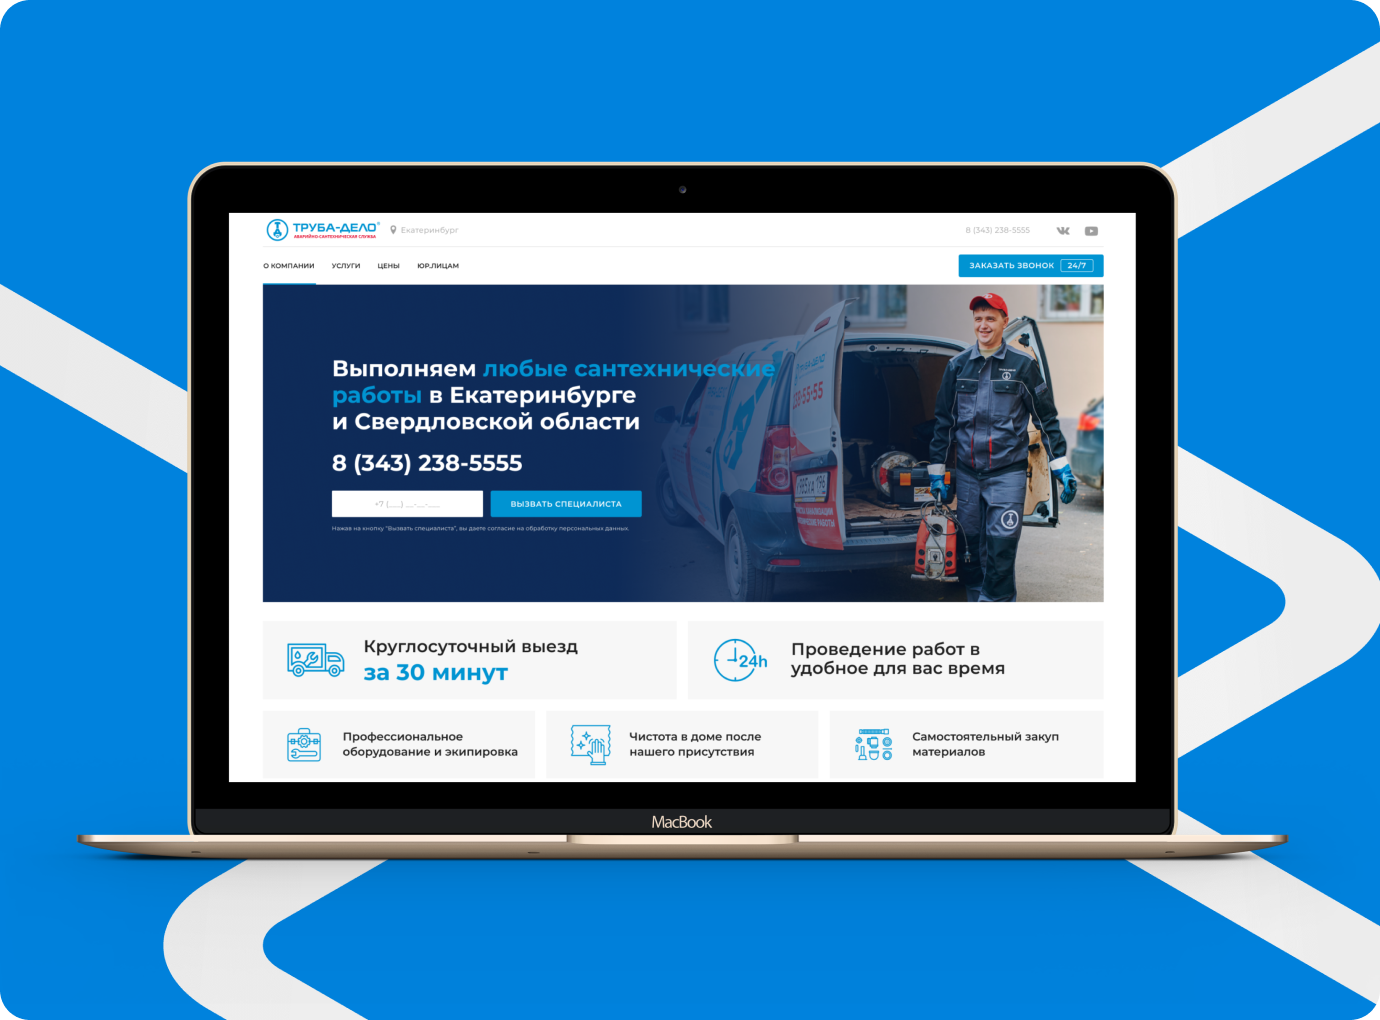 ТРУБА-ДЕЛО®
АВАРИЙНО-САНТЕХНИЧЕСКАЯ СЛУЖБА
Екатеринбург
8 (343) 238-5555
О КОМПАНИИ УСЛУГИ ЦЕНЫ ЮР.ЛИЦАМ
ЗАКАЗАТЬ ЗВОНОК 24/7
Выполняем любые сантехнические
работы в Екатеринбурге
и Свердловской области
8 (343) 238-5555
+7 (___) __-__-___
ВЫЗВАТЬ СПЕЦИАЛИСТА
Нажав на кнопку "Вызвать специалиста", вы даете согласие на обработку персональных данных.
Круглосуточный выезд
за 30 минут
24h
Проведение работ в
удобное для вас время
Профессиональное
оборудование и экипировка
Чистота в доме после
нашего присутствия
Самостоятельный закуп
материалов
MacBook